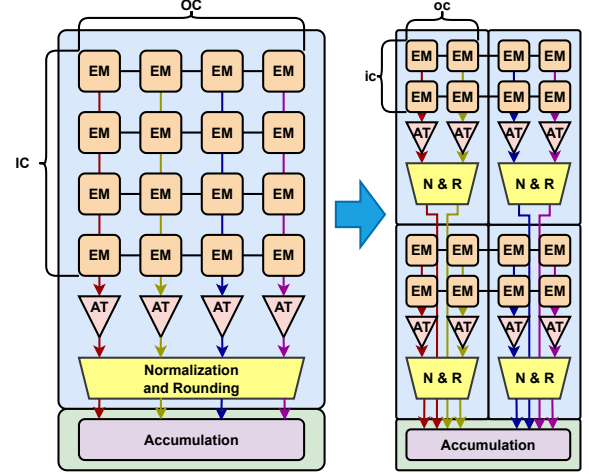 OC
IC
EM EM EM EM
EM EM EM EM
EM EM EM EM
EM EM EM EM
AT AT AT AT
Normalization
and Rounding
Accumulation
oc
ic
EM EM EM EM
EM EM EM EM
AT AT AT AT
N & R N & R
EM EM EM EM
EM EM EM EM
AT AT AT AT
N & R N & R
Accumulation